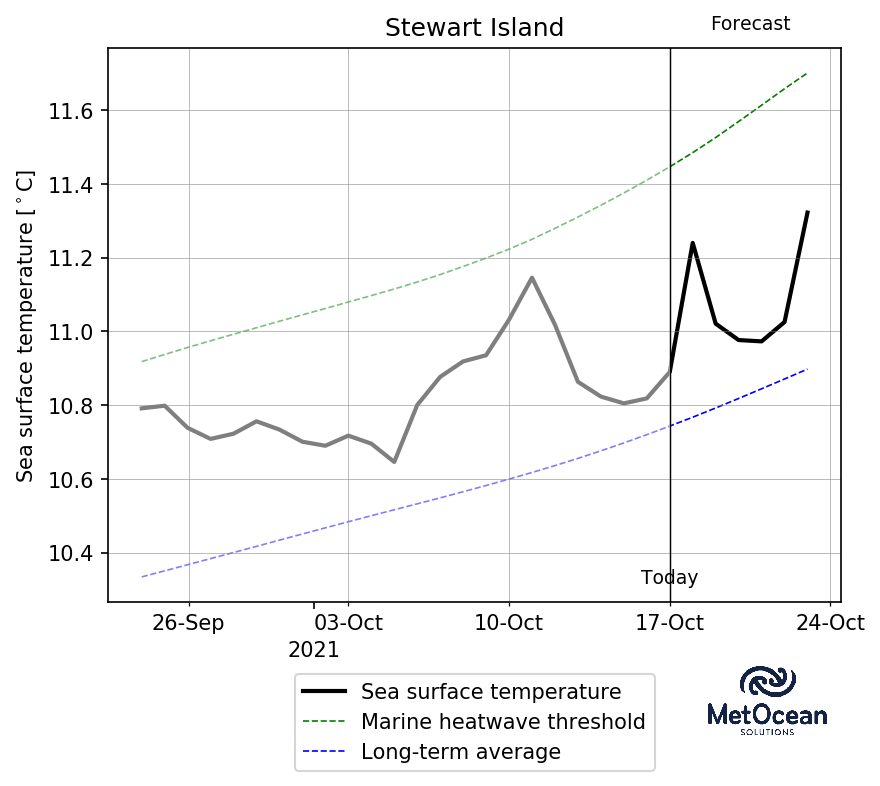 Stewart Island
Forecast
Sea surface temperature [°C]
11.6
11.4
11.2
11.0
10.8
10.6
10.4
Today
26-Sep 03-Oct 10-Oct 17-Oct 24-Oct
2021
Sea surface temperature
Marine heatwave threshold
Long-term average
MetOcean
SOLUTIONS